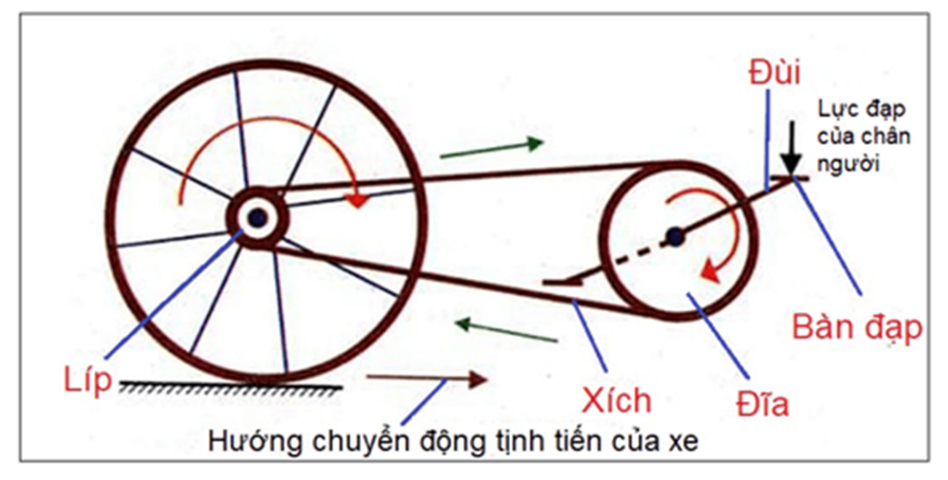 Đùi
Lực đạp
của chân
người
Bàn đạp
Líp
Xích
Đĩa
Hướng chuyển động tịnh tiến của xe